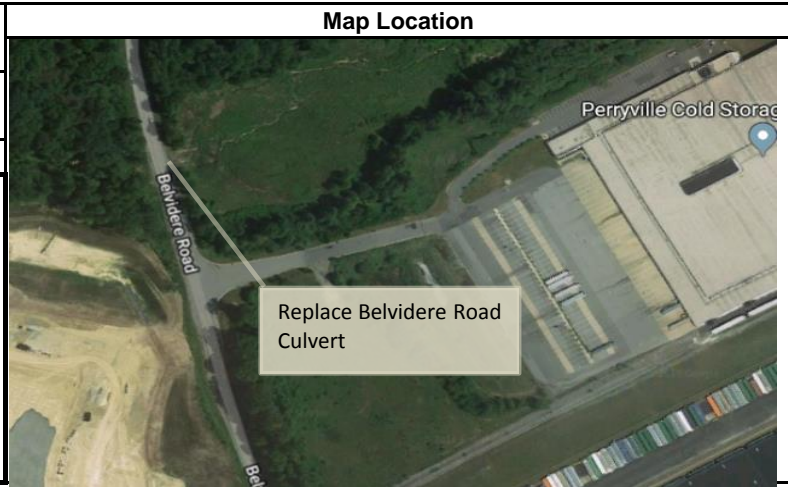 Map Location
Perryville Cold Storag
Belvidere Road
Replace Belvidere Road
Culvert
Bel